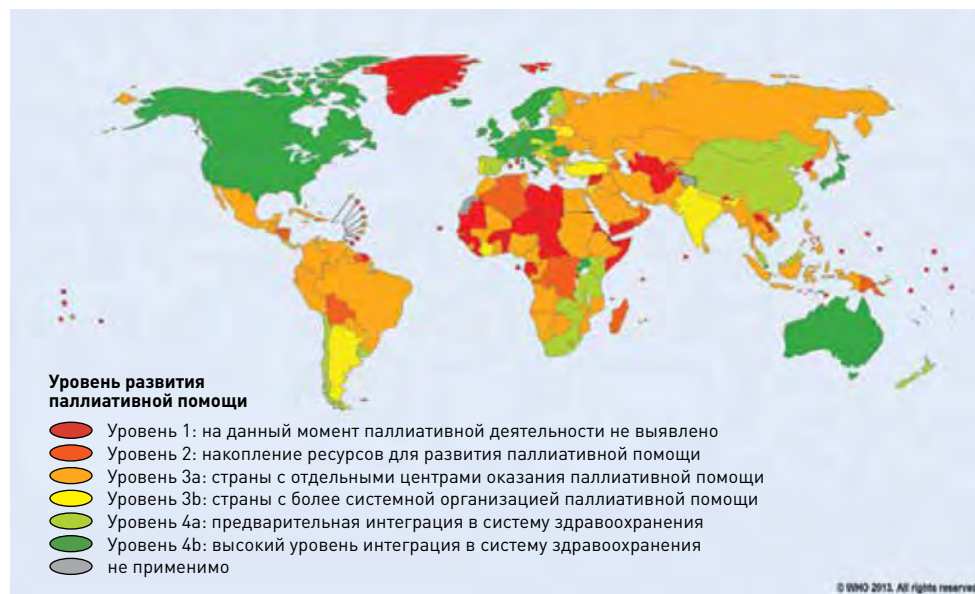 Уровень развития
паллиативной помощи
Уровень 1: на данный момент паллиативной деятельности не выявлено
Уровень 2: накопление ресурсов для развития паллиативной помощи
Уровень 3a: страны с отдельными центрами оказания паллиативной помощи
Уровень 3b: страны с более системной организацией паллиативной помощи
Уровень 4a: предварительная интеграция в систему здравоохранения
Уровень 4b: высокий уровень интеграция в систему здравоохранения
не применимо
© WHO 2013. All rights reserved